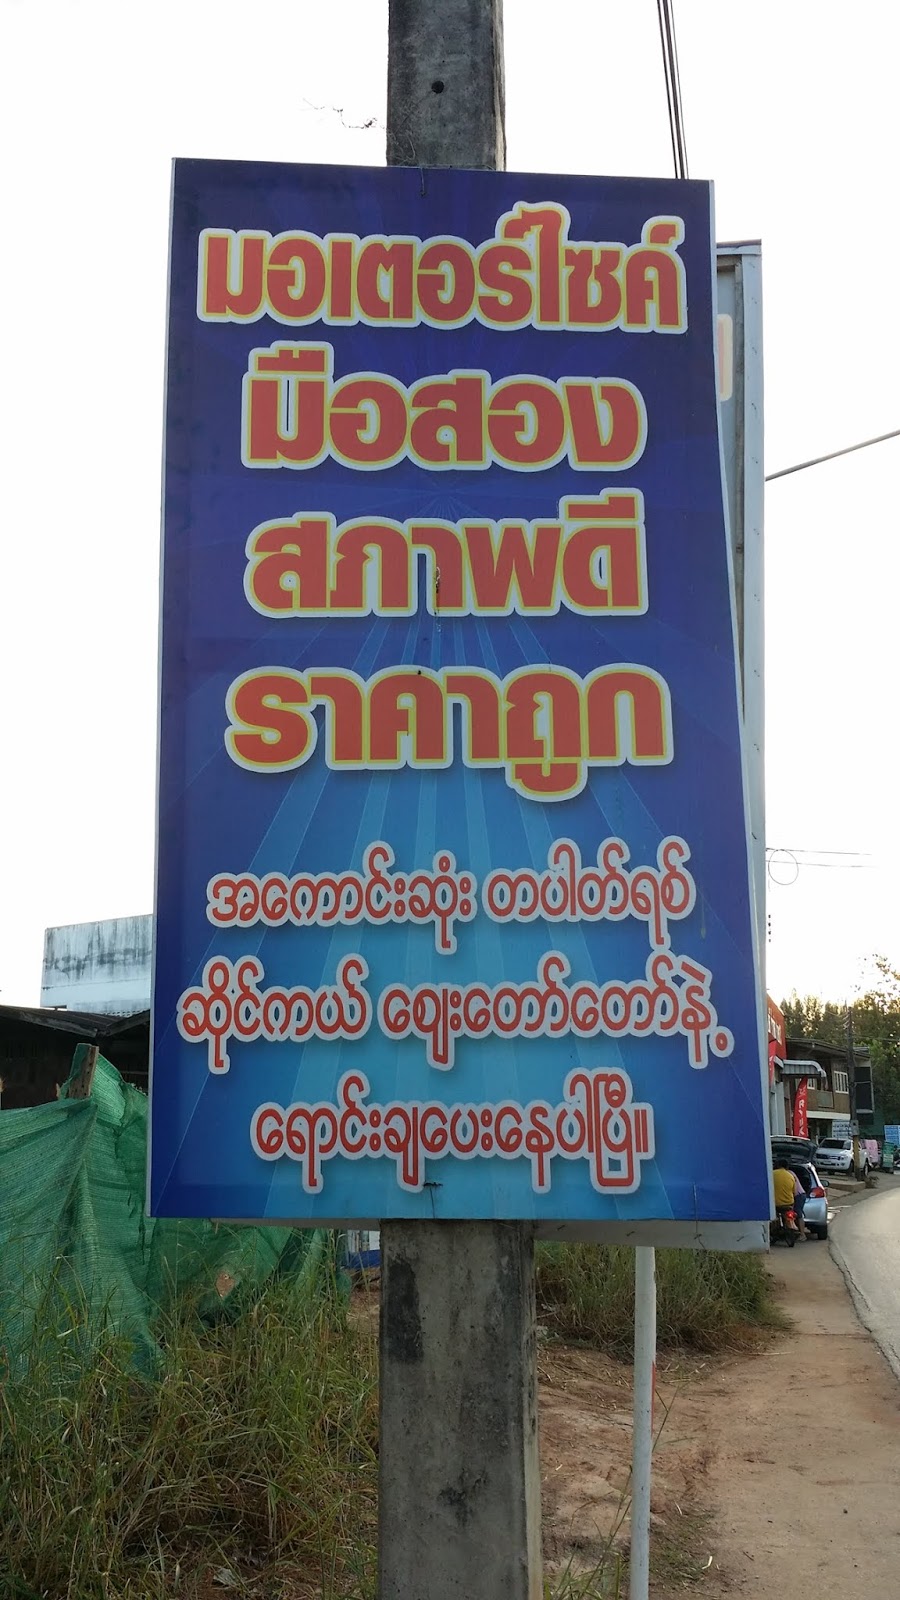 มอเตอร์ไซค์
มือสอง
สภาพดี
ราคาถูก
အကောင်းဆုံး တပါတ်ရစ်
ဆိုင်ကယ် ဈေးတော်တော်နဲ့
ရောင်းချပေးနေပါပြီ။